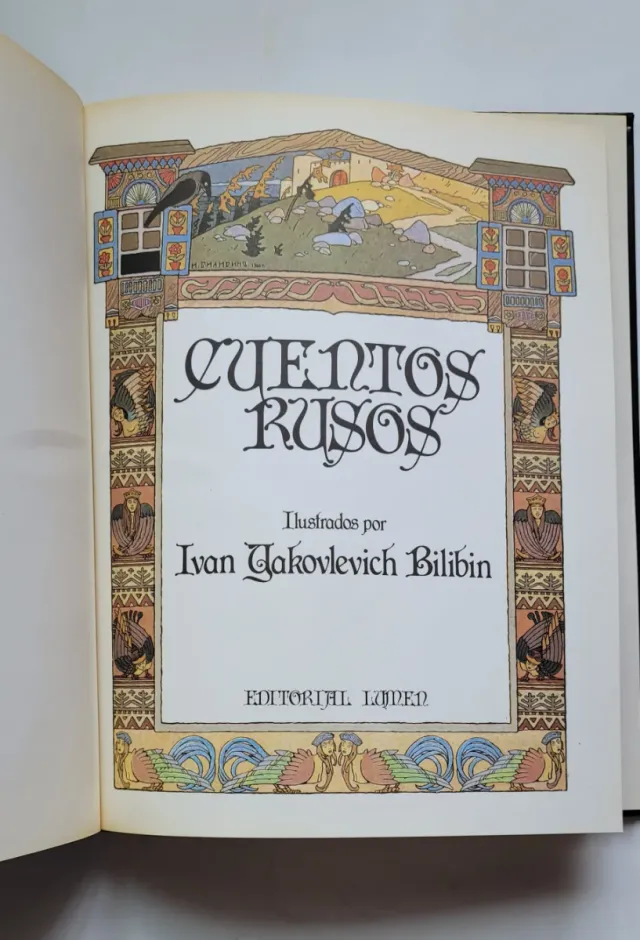 CUENTOS
RUSOS
Ilustrados por
Ivan Yakovlevich Bilibin
EDITORIAL LUMEN